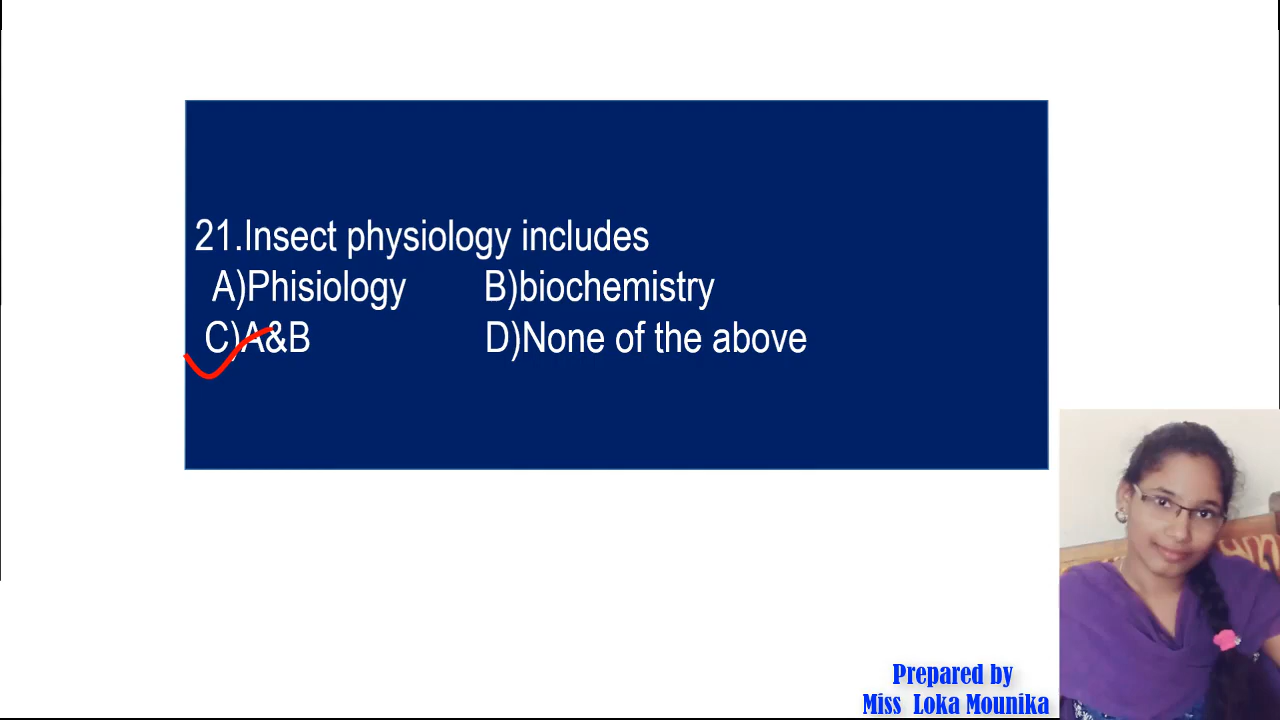 21.Insect physiology includes
A)Phisiology B)biochemistry
C)A&B D)None of the above
Prepared by
Miss Loka Mounika